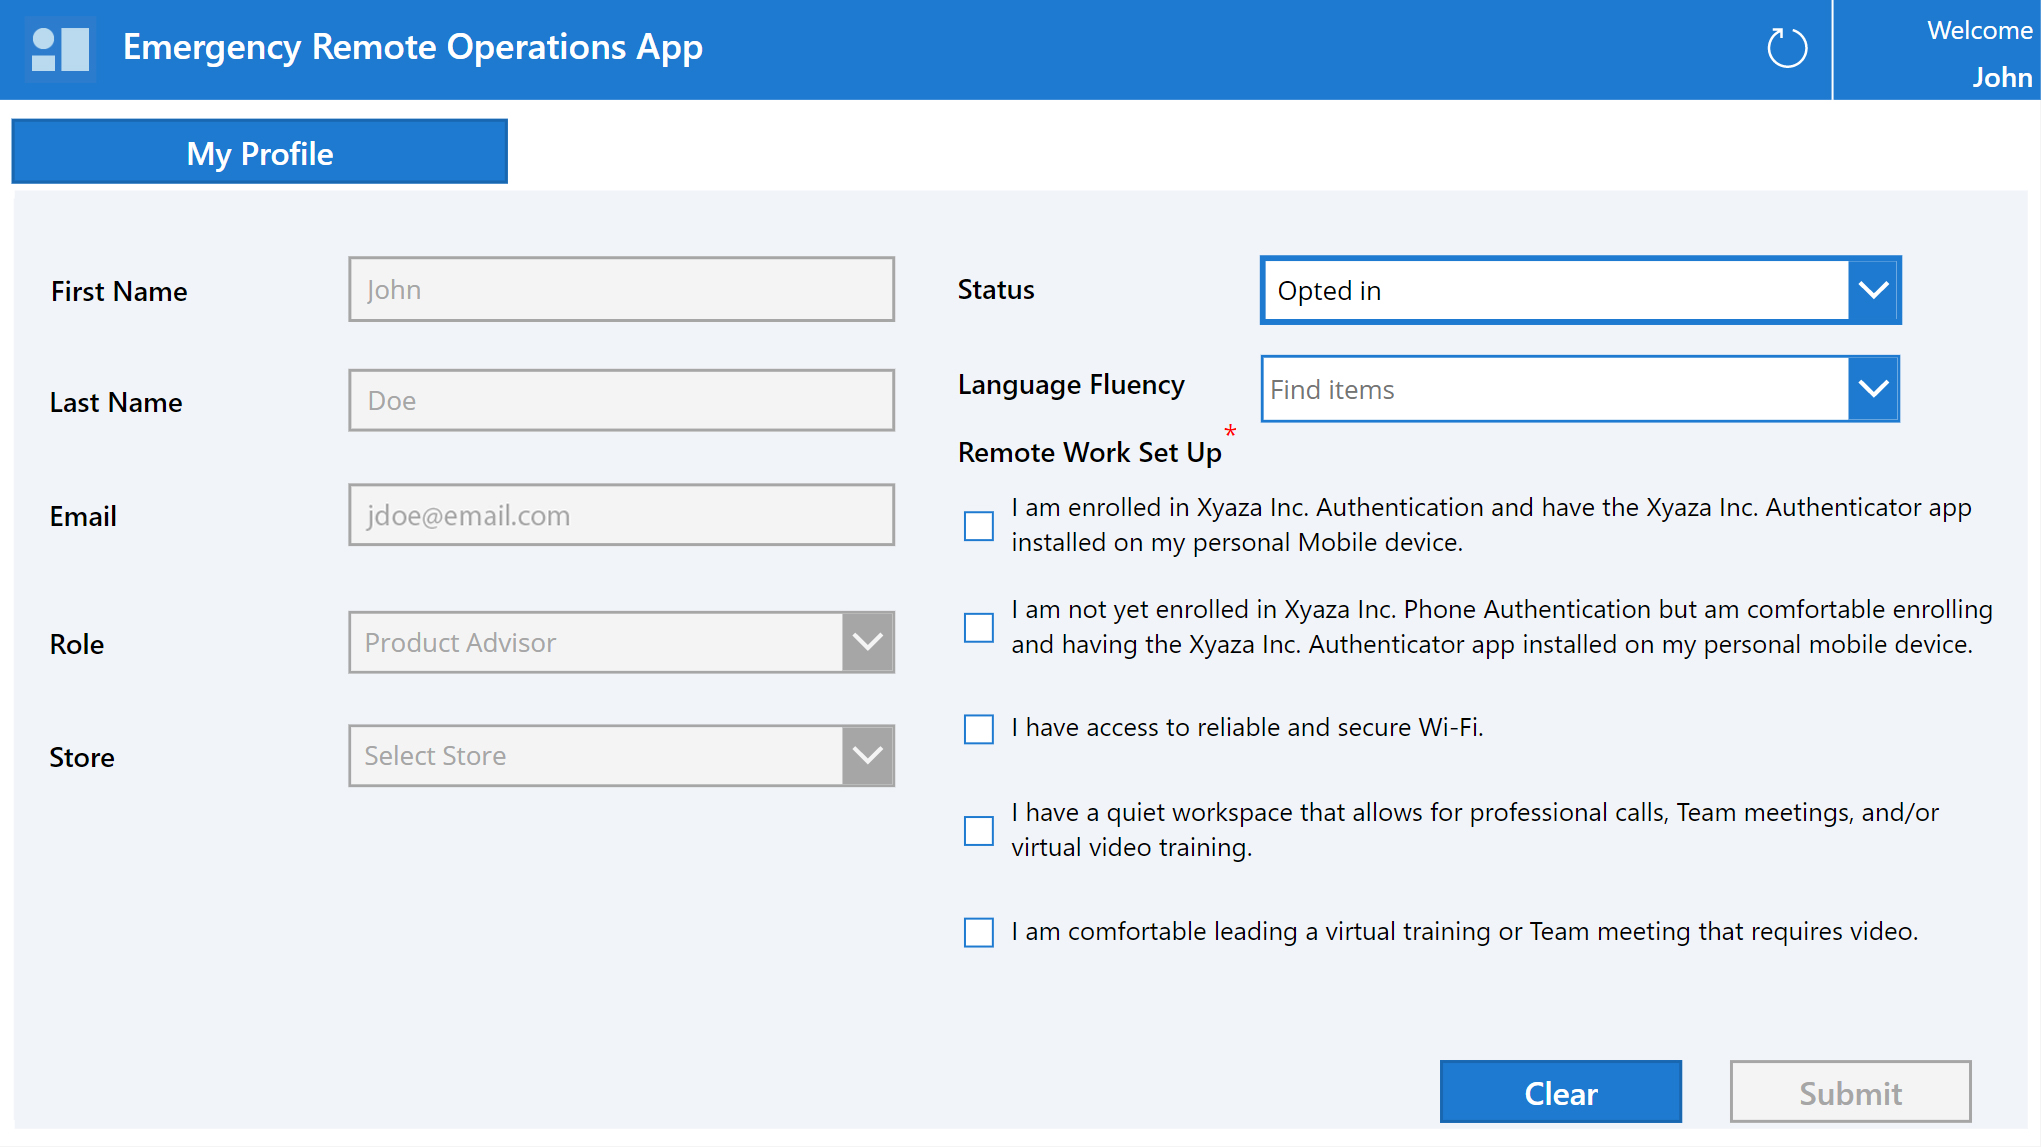 Emergency Remote Operations App
Welcome
John
My Profile
First Name
John
Last Name
Doe
Email
jdoe@email.com
Role
Product Advisor
Store
Select Store
Status
Opted in
Language Fluency
Find items
Remote Work Set Up*
I am enrolled in Xyaza Inc. Authentication and have the Xyaza Inc. Authenticator app
installed on my personal Mobile device.
I am not yet enrolled in Xyaza Inc. Phone Authentication but am comfortable enrolling
and having the Xyaza Inc. Authenticator app installed on my personal mobile device.
I have access to reliable and secure Wi-Fi.
I have a quiet workspace that allows for professional calls, Team meetings, and/or
virtual video training.
I am comfortable leading a virtual training or Team meeting that requires video.
Clear
Submit